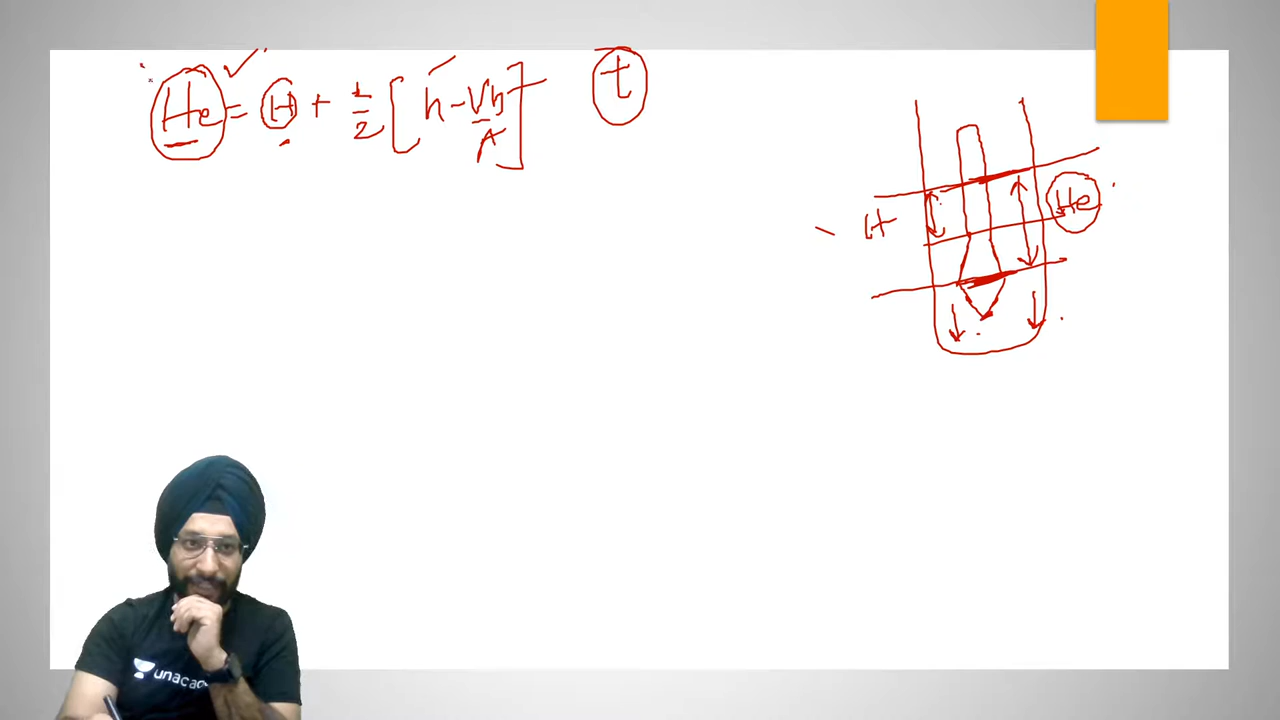 He = H + 1/2 [h - Vh/A]
t
H
He
unacad